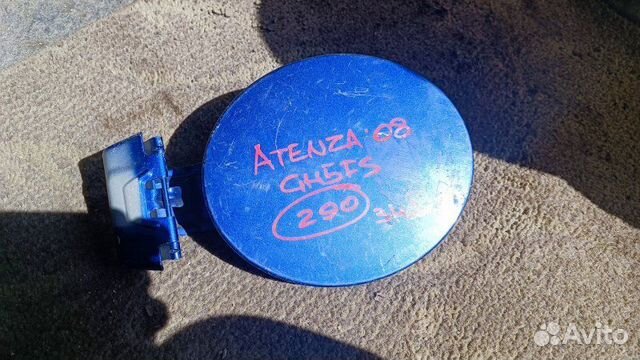 ATENZA '08
GH5FS
290
Avito